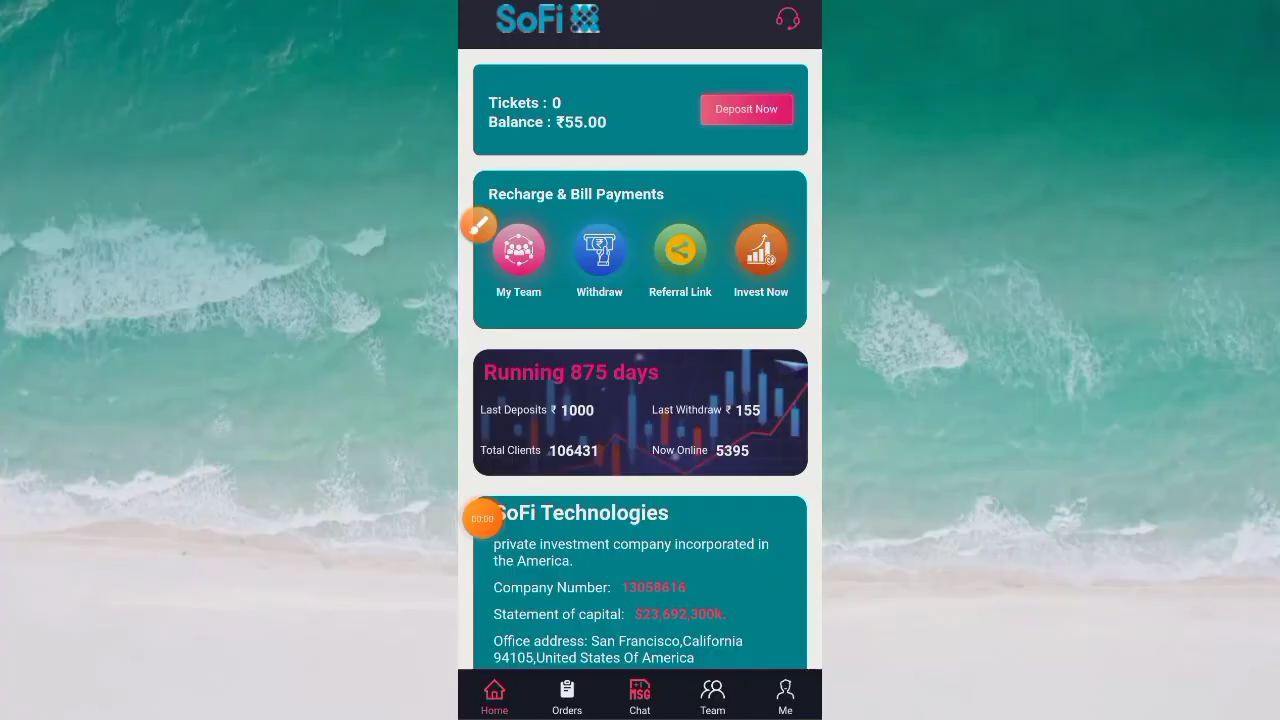 SoFi
Tickets : 0
Balance : ₹55.00
Deposit Now
Recharge & Bill Payments
My Team
Withdraw
Referral Link
Invest Now
Running 875 days
Last Deposits ₹ 1000
Last Withdraw ₹ 155
Total Clients 106431
Now Online 5395
00:00
SoFi Technologies
private investment company incorporated in
the America.
Company Number: 13058616
Statement of capital: $23,692,300k.
Office address: San Francisco,California
94105,United States Of America
+1
MSG
Home
Orders
Chat
Team
Me